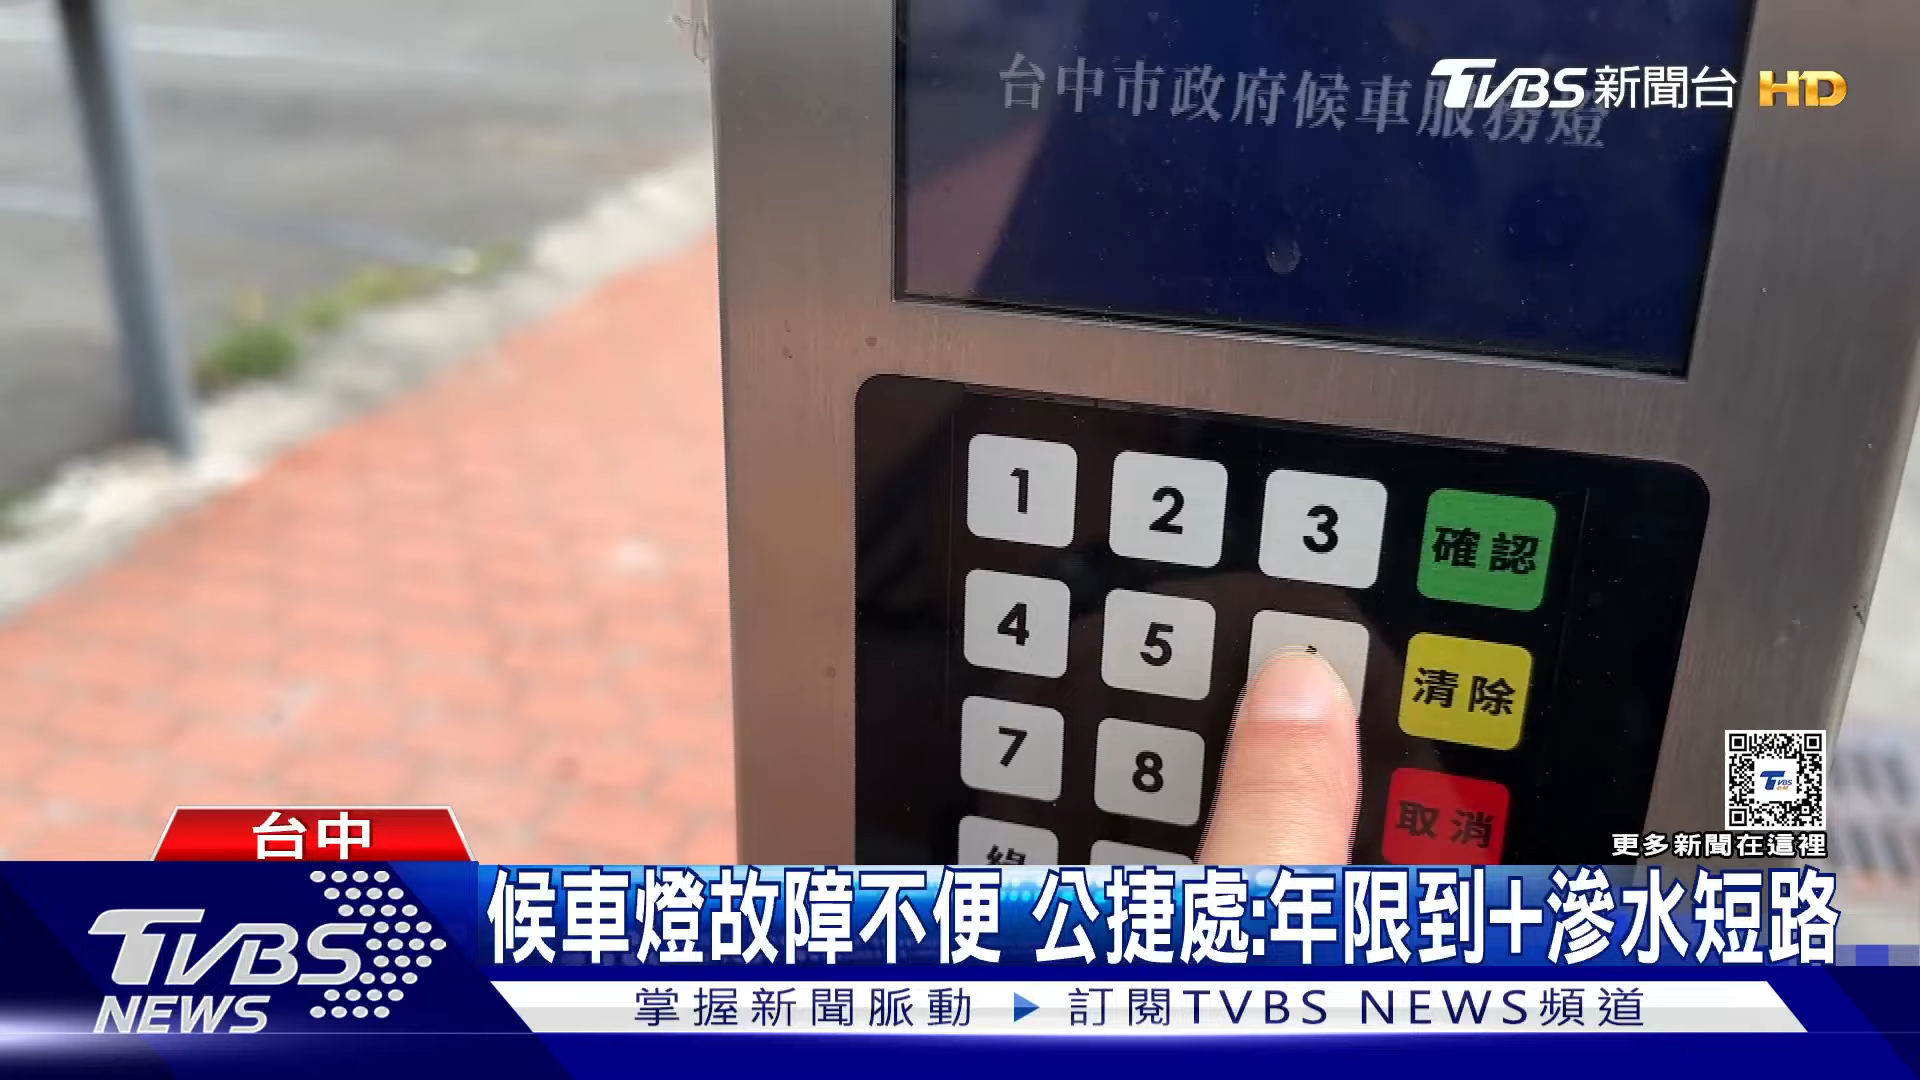 台中市政府候車服務燈
TVBS新聞台 HD
1 2 3 確認
4 5 清除
7 8 取消
綠
TVBS
更多新聞在這裡
台中
候車燈故障不便 公捷處:年限到+滲水短路
TVBS NEWS
掌握新聞脈動 ▶ 訂閱TVBS NEWS頻道